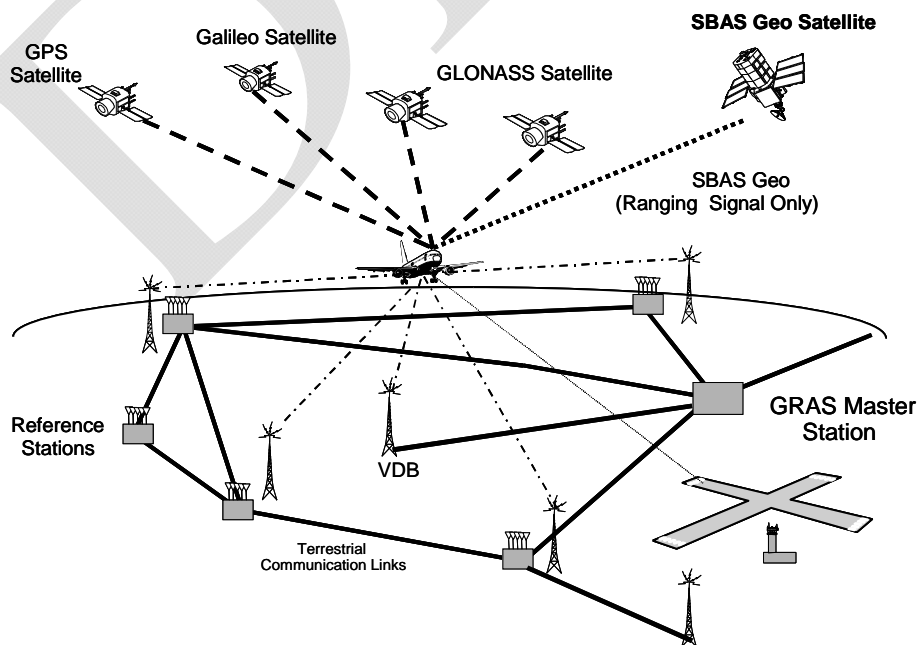 SBAS Geo Satellite
Galileo Satellite
GPS
Satellite
GLONASS Satellite
SBAS Geo
(Ranging Signal Only)
Reference
Stations
GRAS Master
Station
VDB
Terrestrial
Communication Links